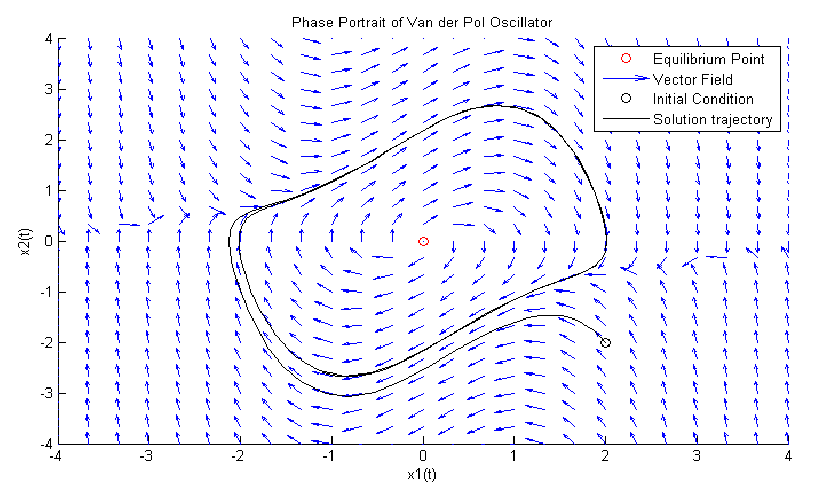 Phase Portrait of Van der Pol Oscillator
Equilibrium Point
Vector Field
Initial Condition
Solution trajectory
4
3
2
1
0
-1
-2
-3
-4
x2(t)
-4 -3 -2 -1 0 1 2 3 4
x1(t)